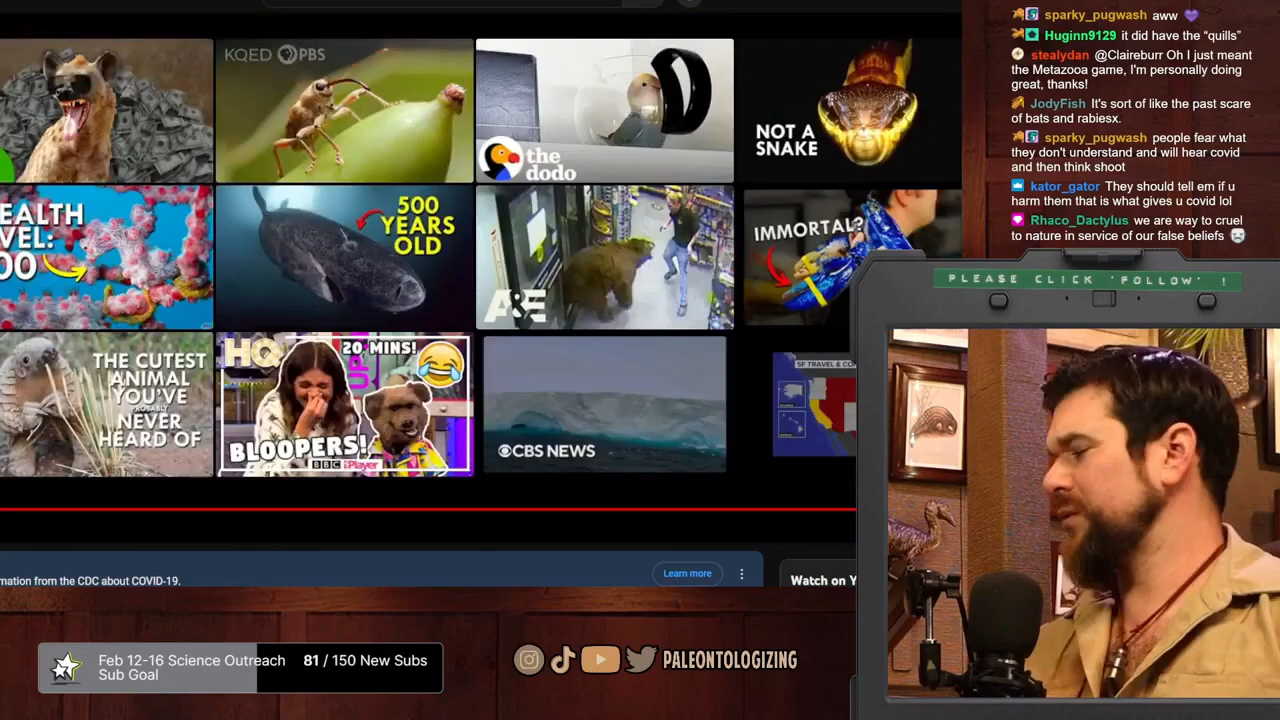 KQED PBS
the
dodo
NOT A
SNAKE
EALTH
VEL:
00
500
YEARS
OLD
A&E
IMMORTAL?
THE CUTEST
ANIMAL
YOU'VE
PROBABLY
NEVER
HEARD OF
HQ
20 MINS!
UP
BLOOPERS!
BBC iPlayer
CBS NEWS
SF TRAVEL & CO
mation from the CDC about COVID-19.
Learn more
Watch on Y
Feb 12-16 Science Outreach
Sub Goal
81 / 150 New Subs
PALEONTOLOGIZING
sparky_pugwash aww
Huginn9129 it did have the “quills”
stealydan @Claireburr Oh I just meant
the Metazooa game, I'm personally doing
great, thanks!
JodyFish It's sort of like the past scare
of bats and rabiesx.
sparky_pugwash people fear what
they don't understand and will hear covid
and then think shoot
kator_gator They should tell em if u
harm them that is what gives u covid lol
Rhaco_Dactylus we are way to cruel
to nature in service of our false beliefs
PLEASE CLICK 'FOLLOW' !